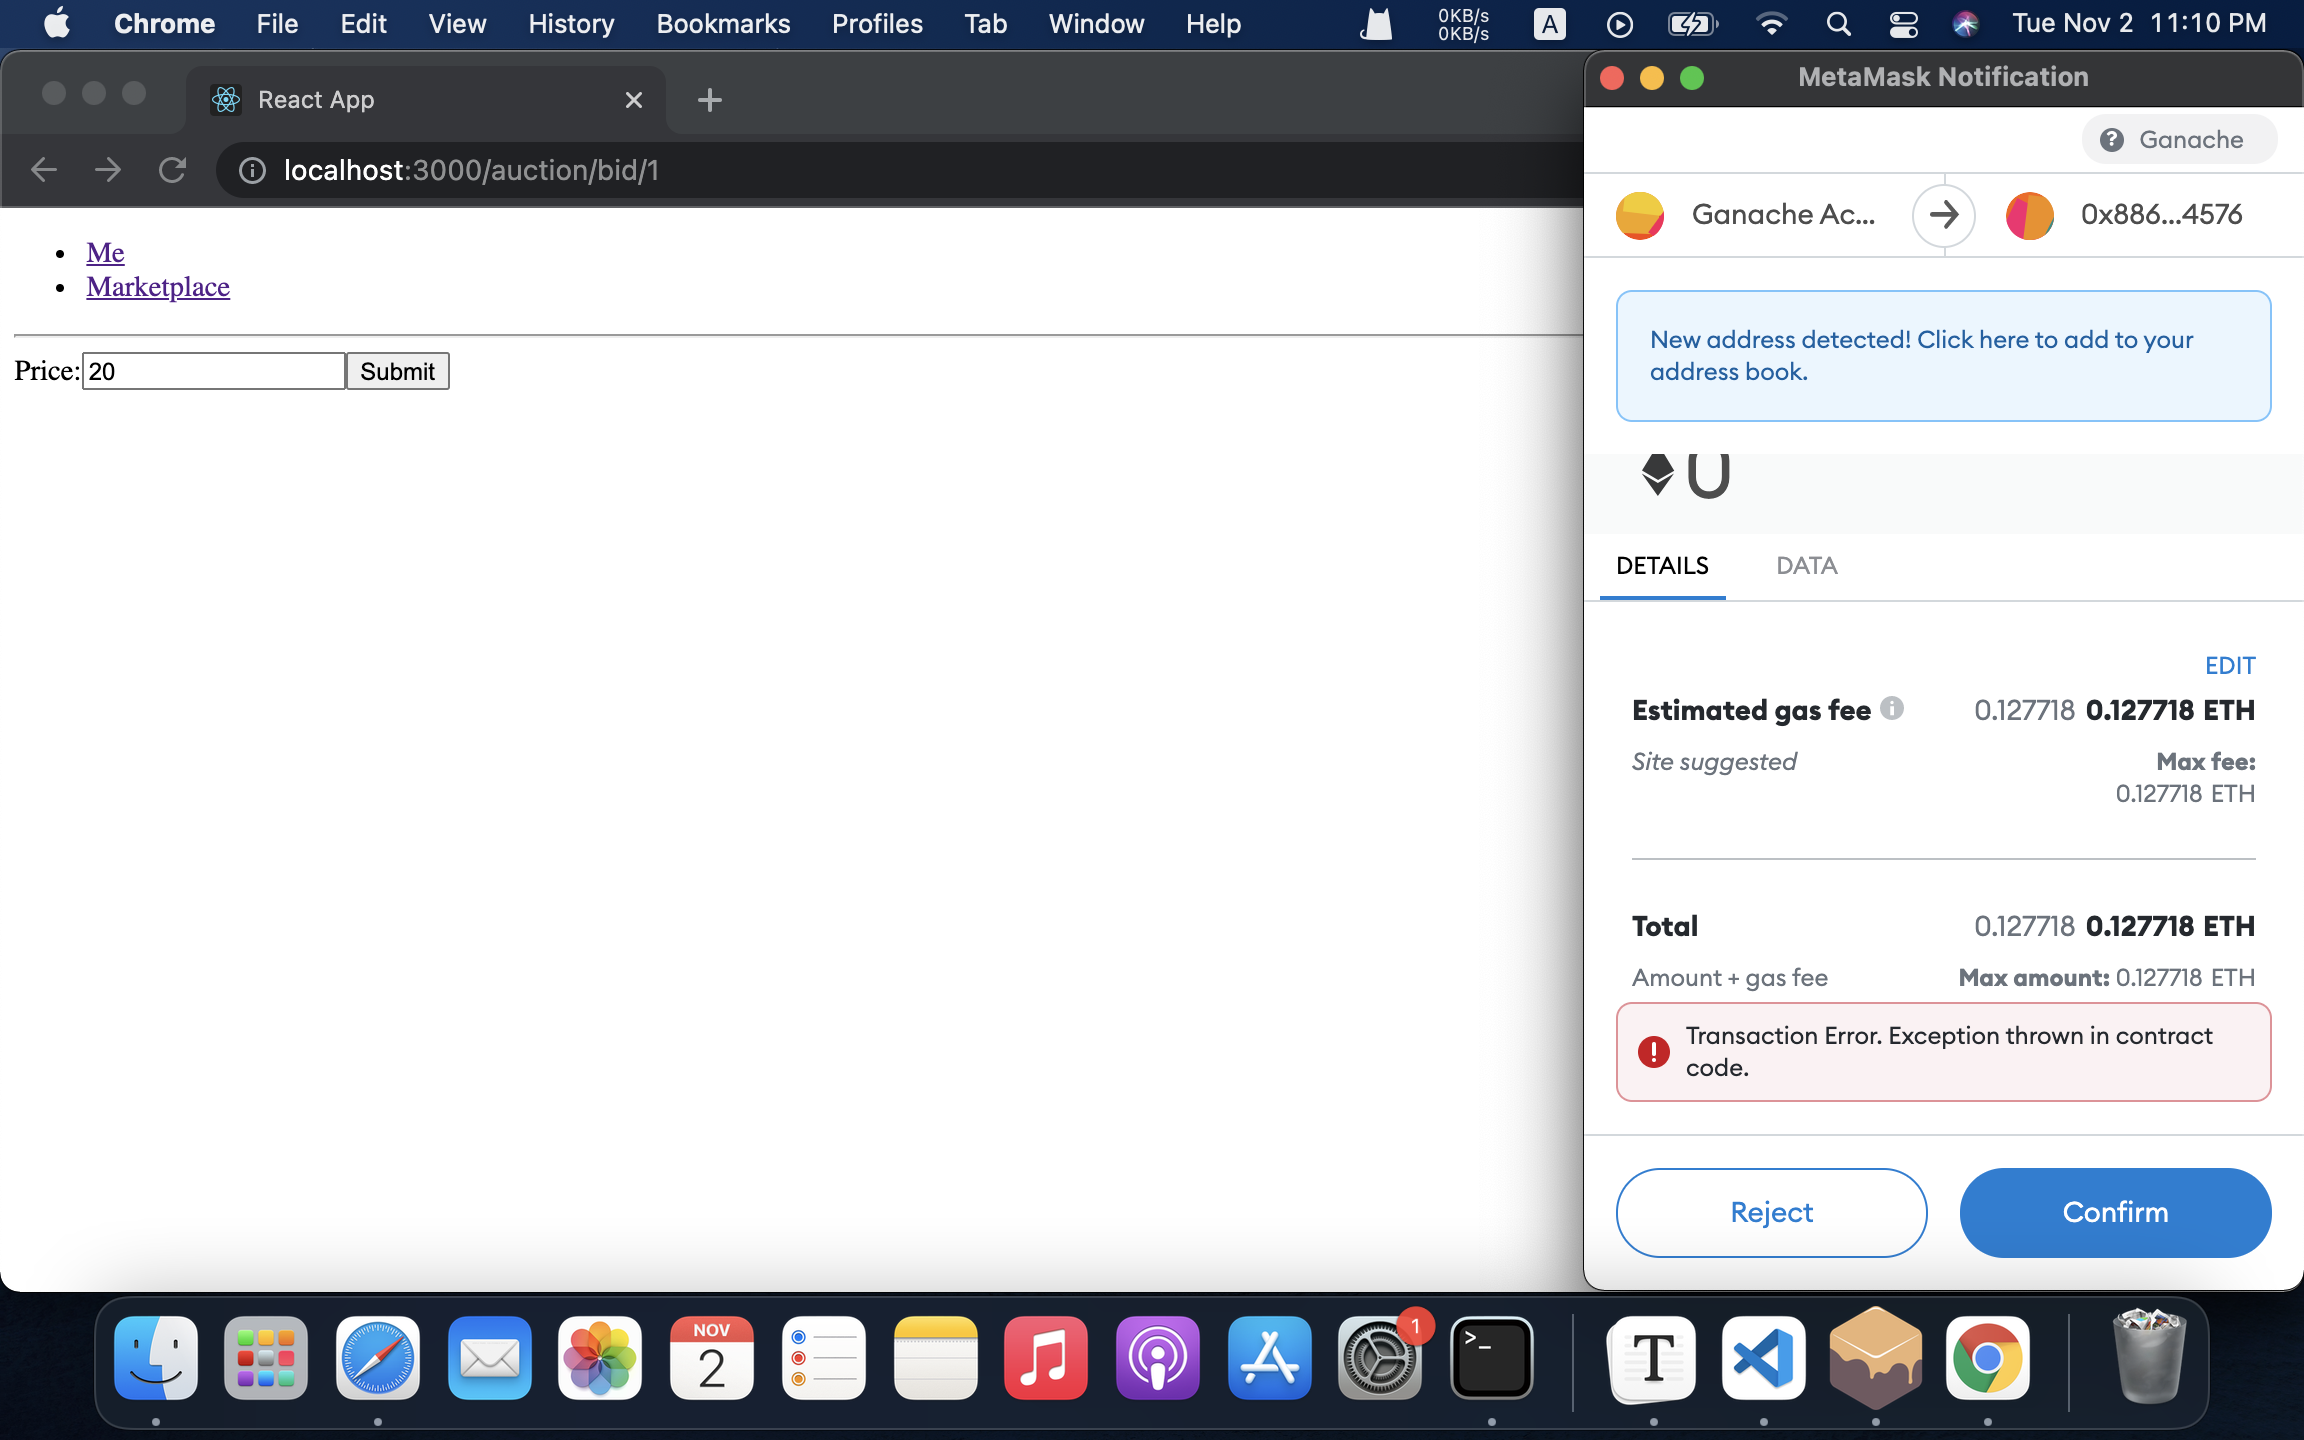 Chrome File Edit View History Bookmarks Profiles Tab Window Help 0KB/s 0KB/s A Tue Nov 2 11:10 PM
React App
localhost:3000/auction/bid/1
Me
Marketplace
Price: 20 Submit
MetaMask Notification
Ganache
Ganache Ac... 0x886...4576
New address detected! Click here to add to your
address book.
DETAILS DATA
EDIT
Estimated gas fee 0.127718 0.127718 ETH
Site suggested Max fee:
0.127718 ETH
Total 0.127718 0.127718 ETH
Amount + gas fee Max amount: 0.127718 ETH
Transaction Error. Exception thrown in contract
code.
Reject Confirm
NOV
2
1
>_
T